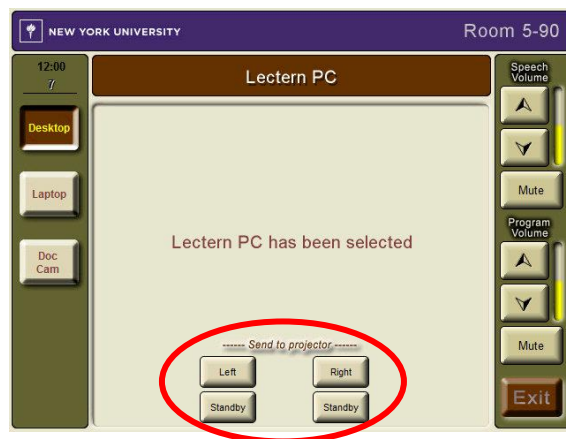 NEW YORK UNIVERSITY
Room 5-90
12:00
7
Desktop
Laptop
Doc
Cam
Lectern PC
Lectern PC has been selected
------ Send to projector ------
Left
Right
Standby
Standby
Speech
Volume
Mute
Program
Volume
Mute
Exit